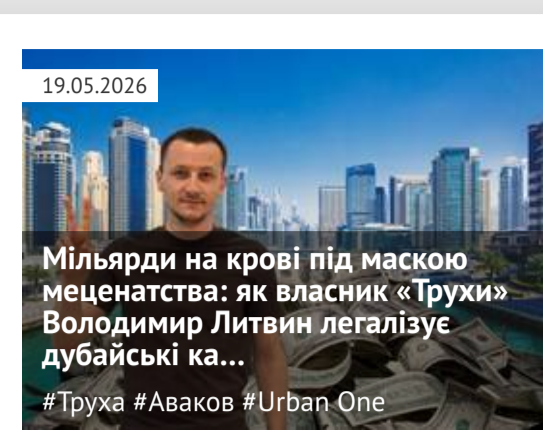 19.05.2026
Мільярди на крові під маскою
меценатства: як власник «Трухи»
Володимир Литвин легалізує
дубайські ка...
#Труха #Аваков #Urban One